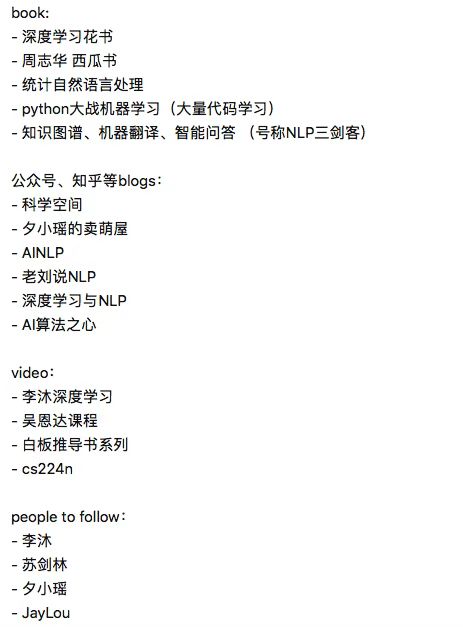 book:
- 深度学习花书
- 周志华 西瓜书
- 统计自然语言处理
- python大战机器学习（大量代码学习）
- 知识图谱、机器翻译、智能问答 （号称NLP三剑客）
公众号、知乎等blogs：
- 科学空间
- 夕小瑶的卖萌屋
- AINLP
- 老刘说NLP
- 深度学习与NLP
- AI算法之心
video：
- 李沐深度学习
- 吴恩达课程
- 白板推导书系列
- cs224n
people to follow：
- 李沐
- 苏剑林
- 夕小瑶
- JayLou